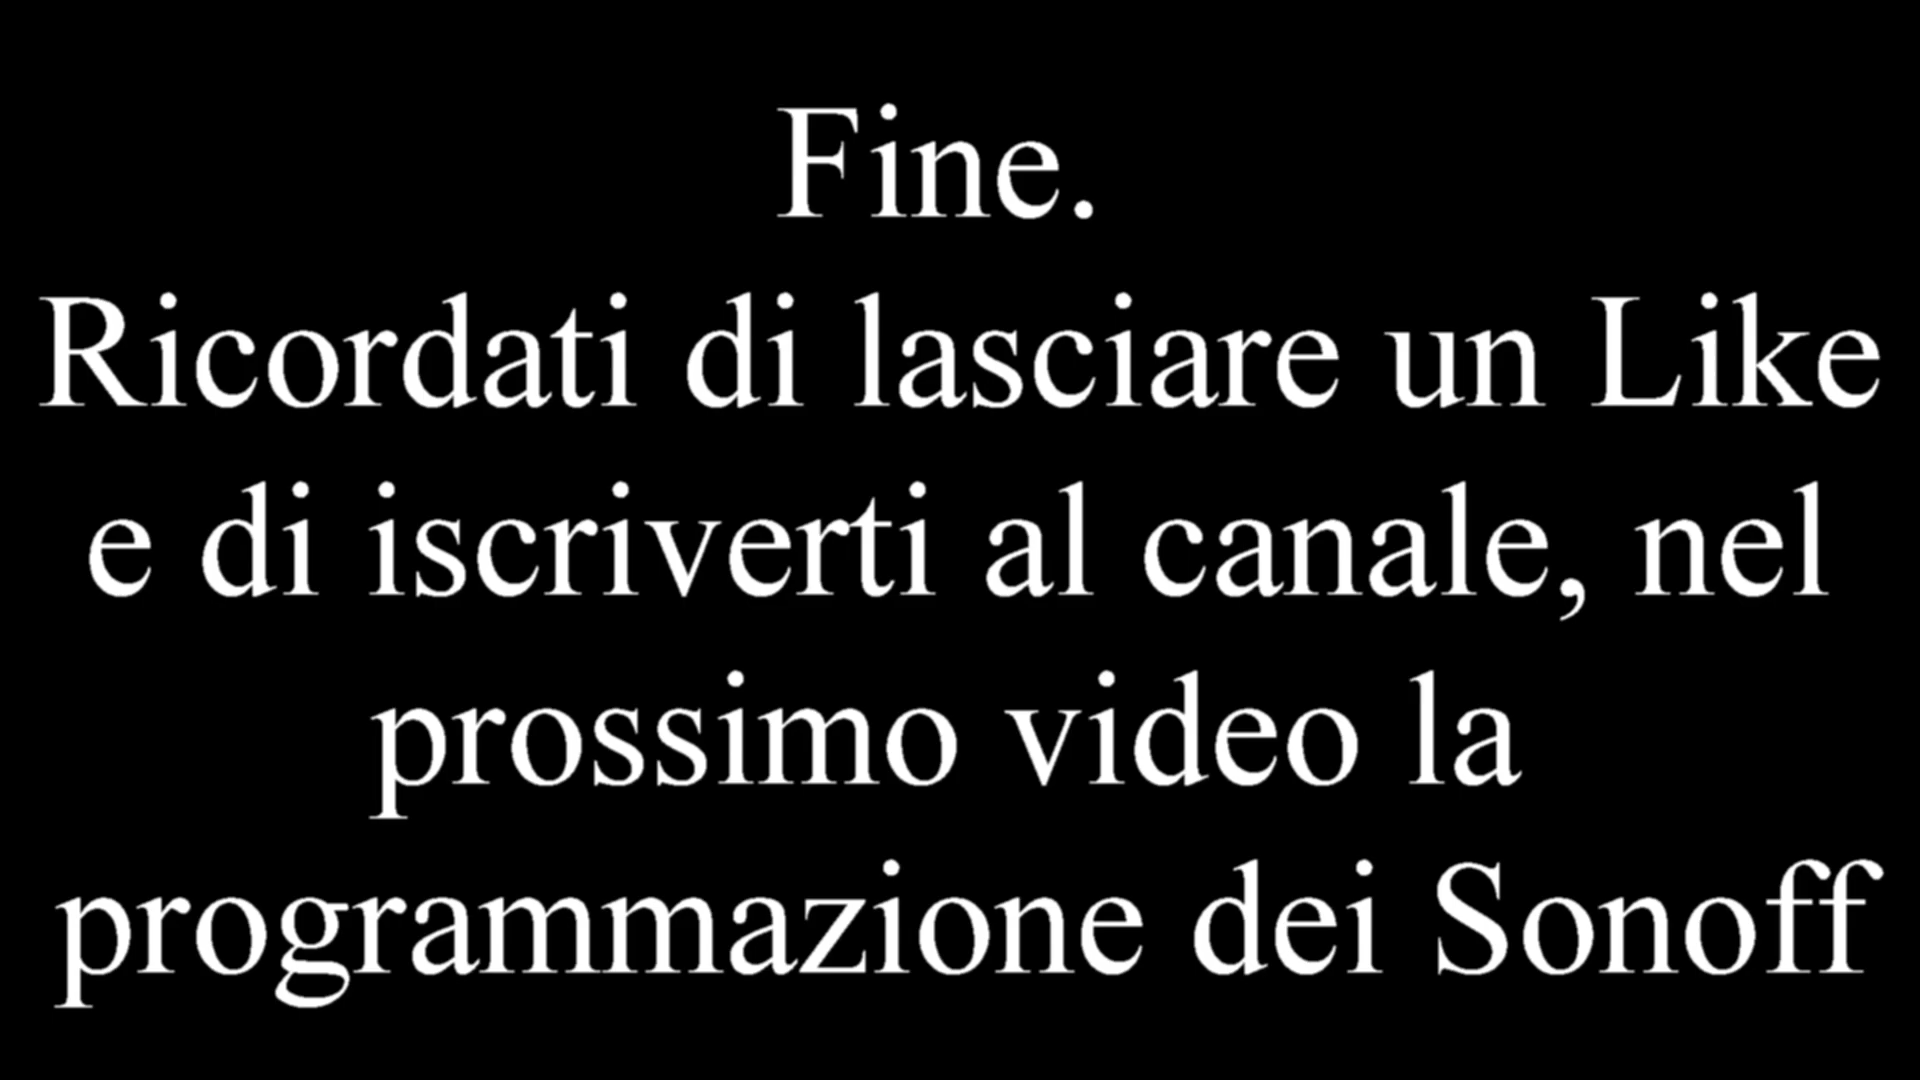 Fine.
Ricordati di lasciare un Like
e di iscriverti al canale, nel
prossimo video la
programmazione dei Sonoff